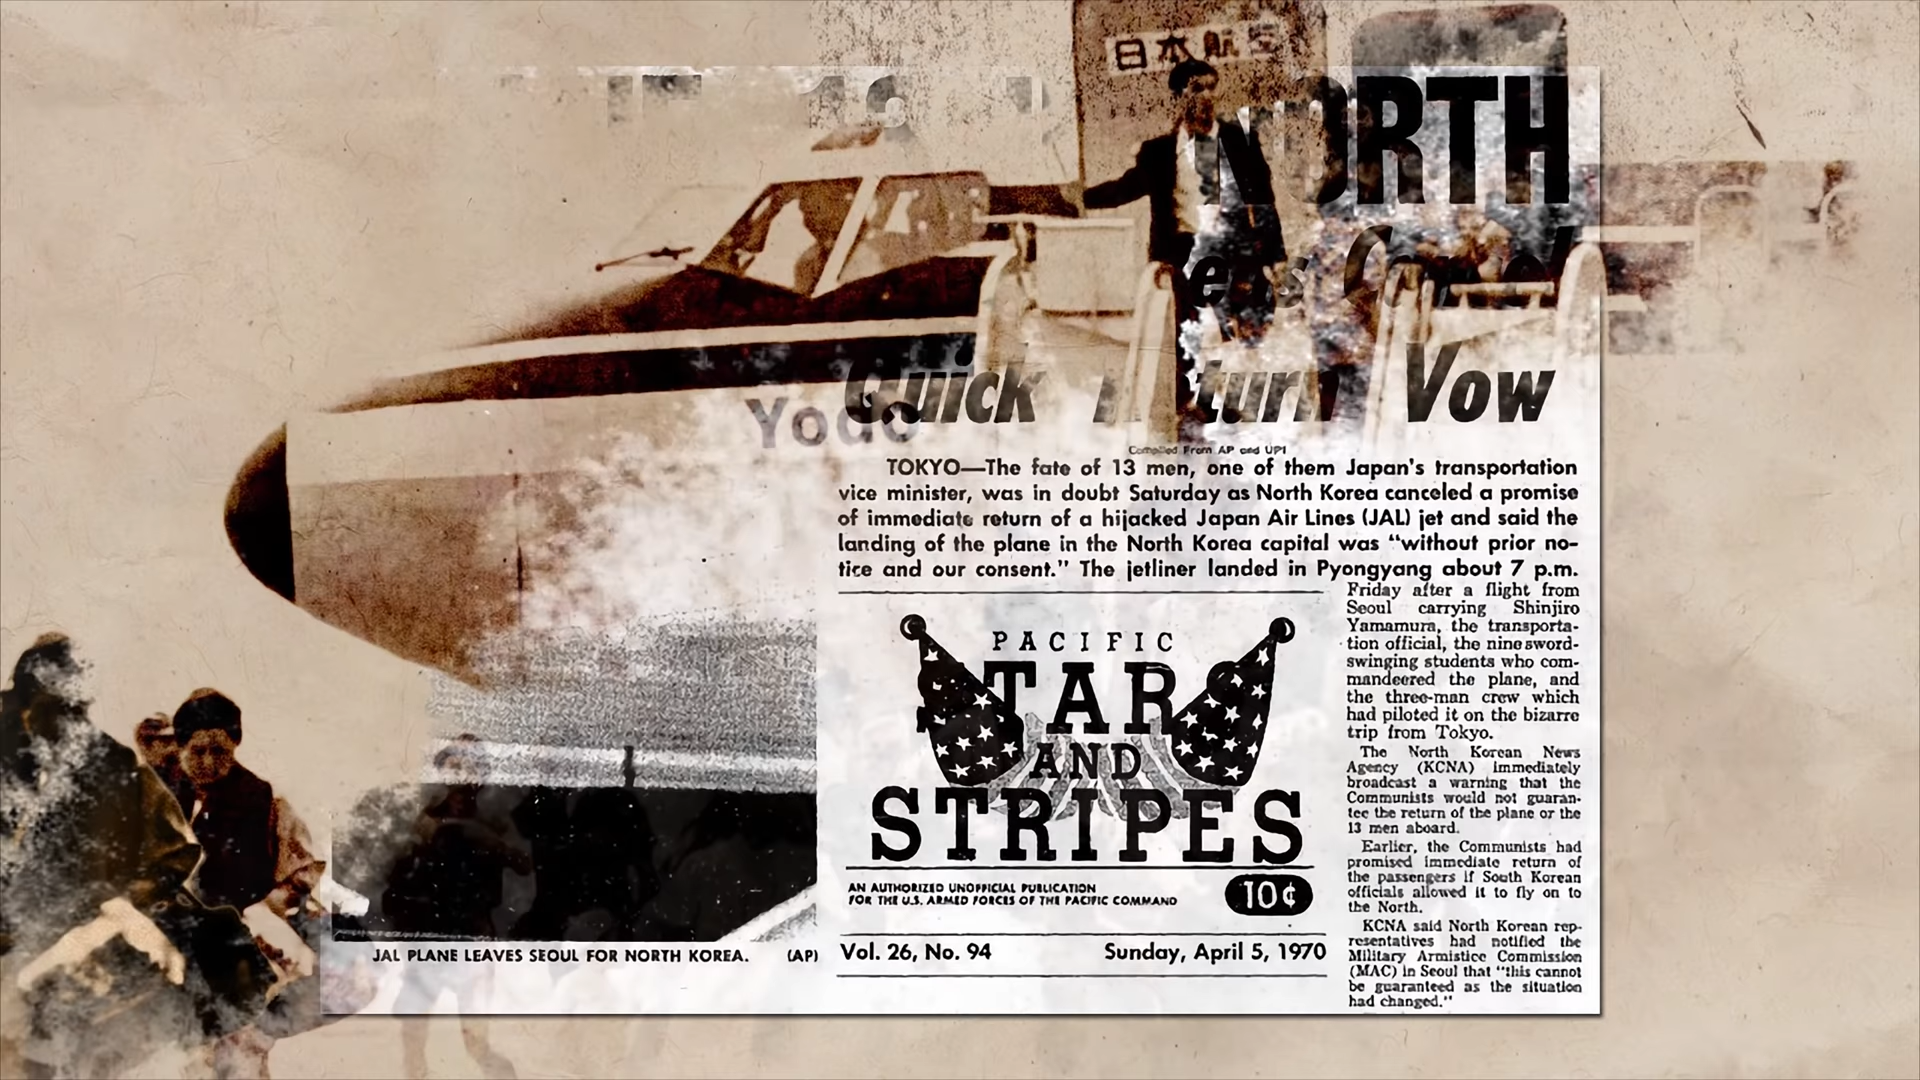 日本航空
NORTH
Quick Vow
Yodo
Compiled From AP and UPI
TOKYO—The fate of 13 men, one of them Japan's transportation
vice minister, was in doubt Saturday as North Korea canceled a promise
of immediate return of a hijacked Japan Air Lines (JAL) jet and said the
landing of the plane in the North Korea capital was “without prior no-
tice and our consent.” The jetliner landed in Pyongyang about 7 p.m.
Friday after a flight from
Seoul carrying Shinjiro
Yamamura, the transporta-
tion official, the nine sword-
swinging students who com-
mandeered the plane, and
the three-man crew which
had piloted it on the bizarre
trip from Tokyo.
The North Korean News
Agency (KCNA) immediately
broadcast a warning that the
Communists would not guaran-
tee the return of the plane or the
13 men aboard.
Earlier, the Communists had
promised immediate return of
the passengers if South Korean
officials allowed it to fly on to
the North.
KCNA said North Korean rep-
resentatives had notified the
Military Armistice Commission
(MAC) in Seoul that “this cannot
be guaranteed as the situation
had changed.”
PACIFIC
STARS
AND
STRIPES
AN AUTHORIZED UNOFFICIAL PUBLICATION
FOR THE U.S. ARMED FORCES OF THE PACIFIC COMMAND
10¢
Vol. 26, No. 94 Sunday, April 5, 1970
JAL PLANE LEAVES SEOUL FOR NORTH KOREA. (AP)